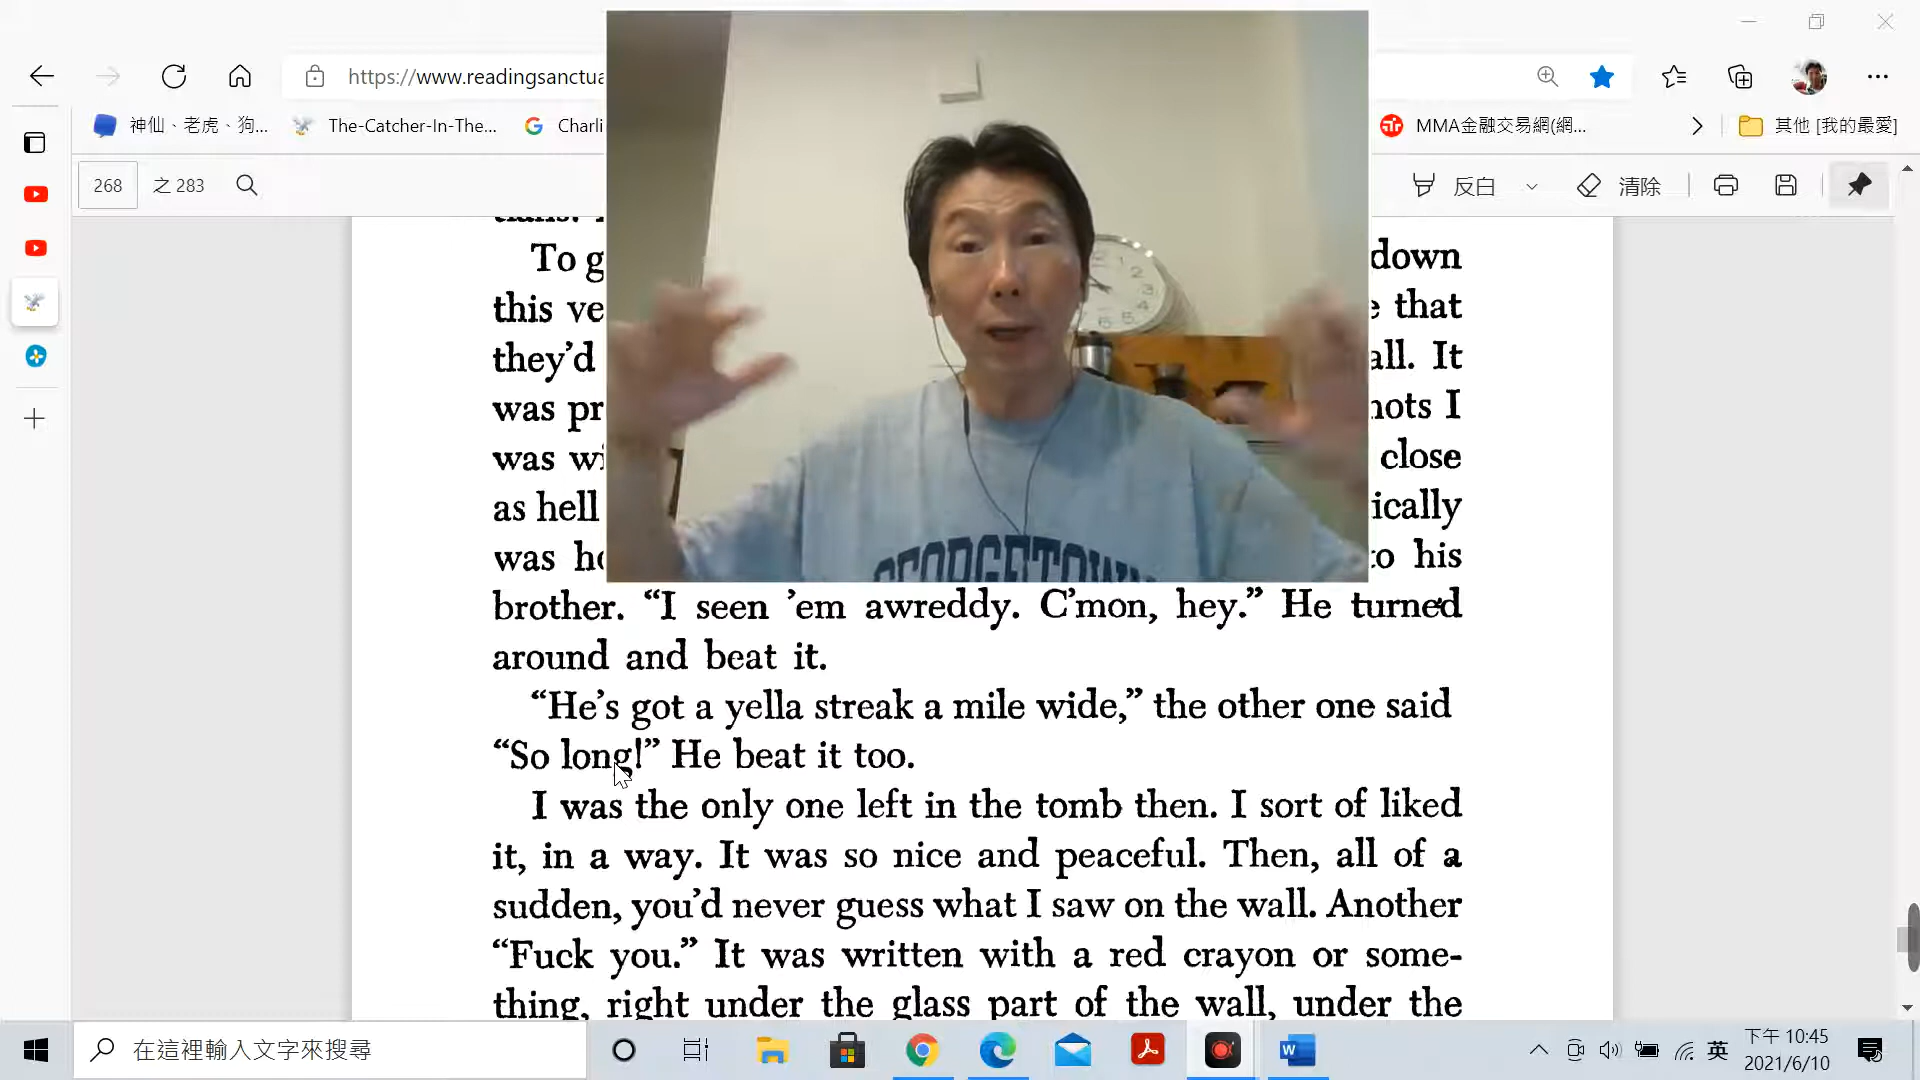 https://www.readingsanctua
神仙、老虎、狗...
The-Catcher-In-The...
Charli
MMA金融交易網(網...
其他 [我的最愛]
268
之 283
反白
清除
To g
down
this ve
e that
they'd
all. It
was pr
nots I
was wi
close
as hell
ically
was ho
to his
brother. “I seen ’em awreddy. C’mon, hey.” He turned
around and beat it.
“He’s got a yella streak a mile wide,” the other one said
“So long!” He beat it too.
I was the only one left in the tomb then. I sort of liked
it, in a way. It was so nice and peaceful. Then, all of a
sudden, you’d never guess what I saw on the wall. Another
“Fuck you.” It was written with a red crayon or some-
thing, right under the glass part of the wall, under the
GEORGETOWN
在這裡輸入文字來搜尋
英
下午 10:45
2021/6/10